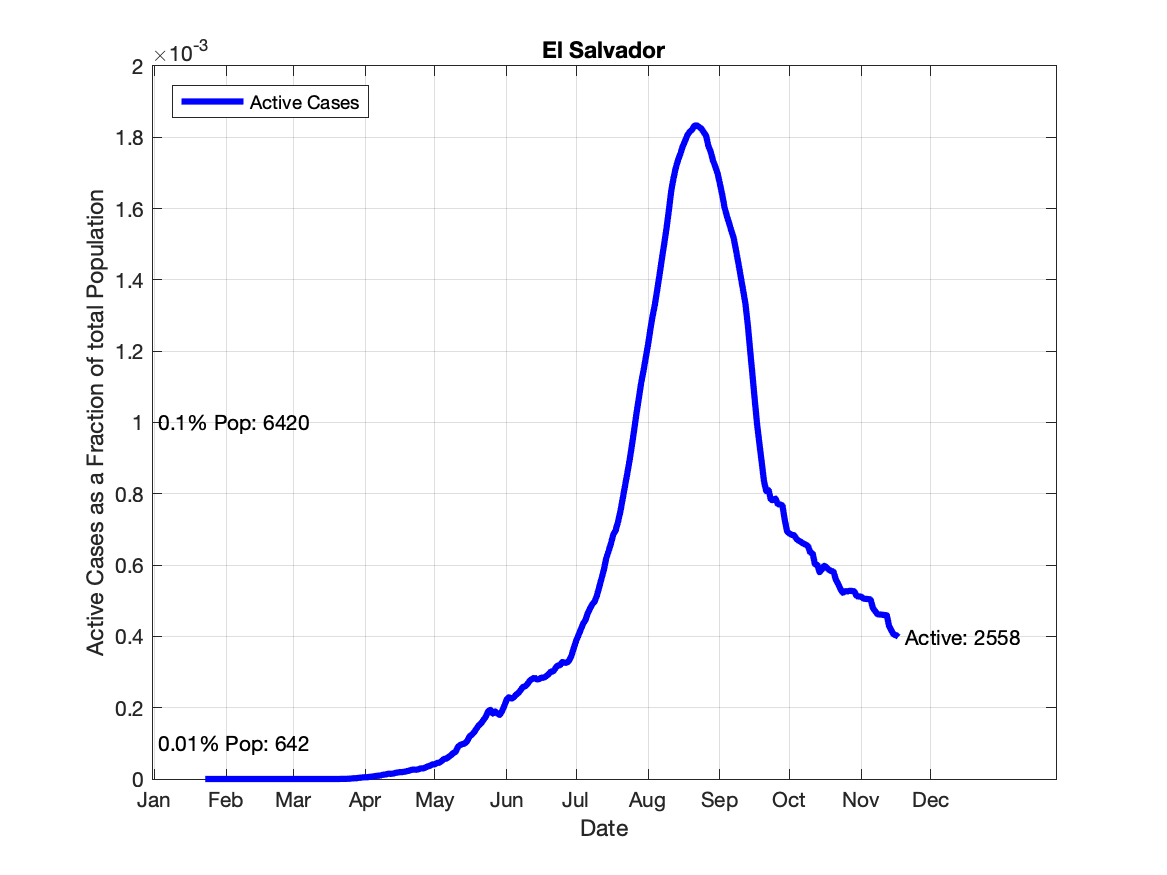 El Salvador
×10-3
2
Active Cases
1.8
1.6
1.4
1.2
1
0.1% Pop: 6420
0.8
0.6
0.4
Active: 2558
0.2
0.01% Pop: 642
0
Jan Feb Mar Apr May Jun Jul Aug Sep Oct Nov Dec
Date
Active Cases as a Fraction of total Population